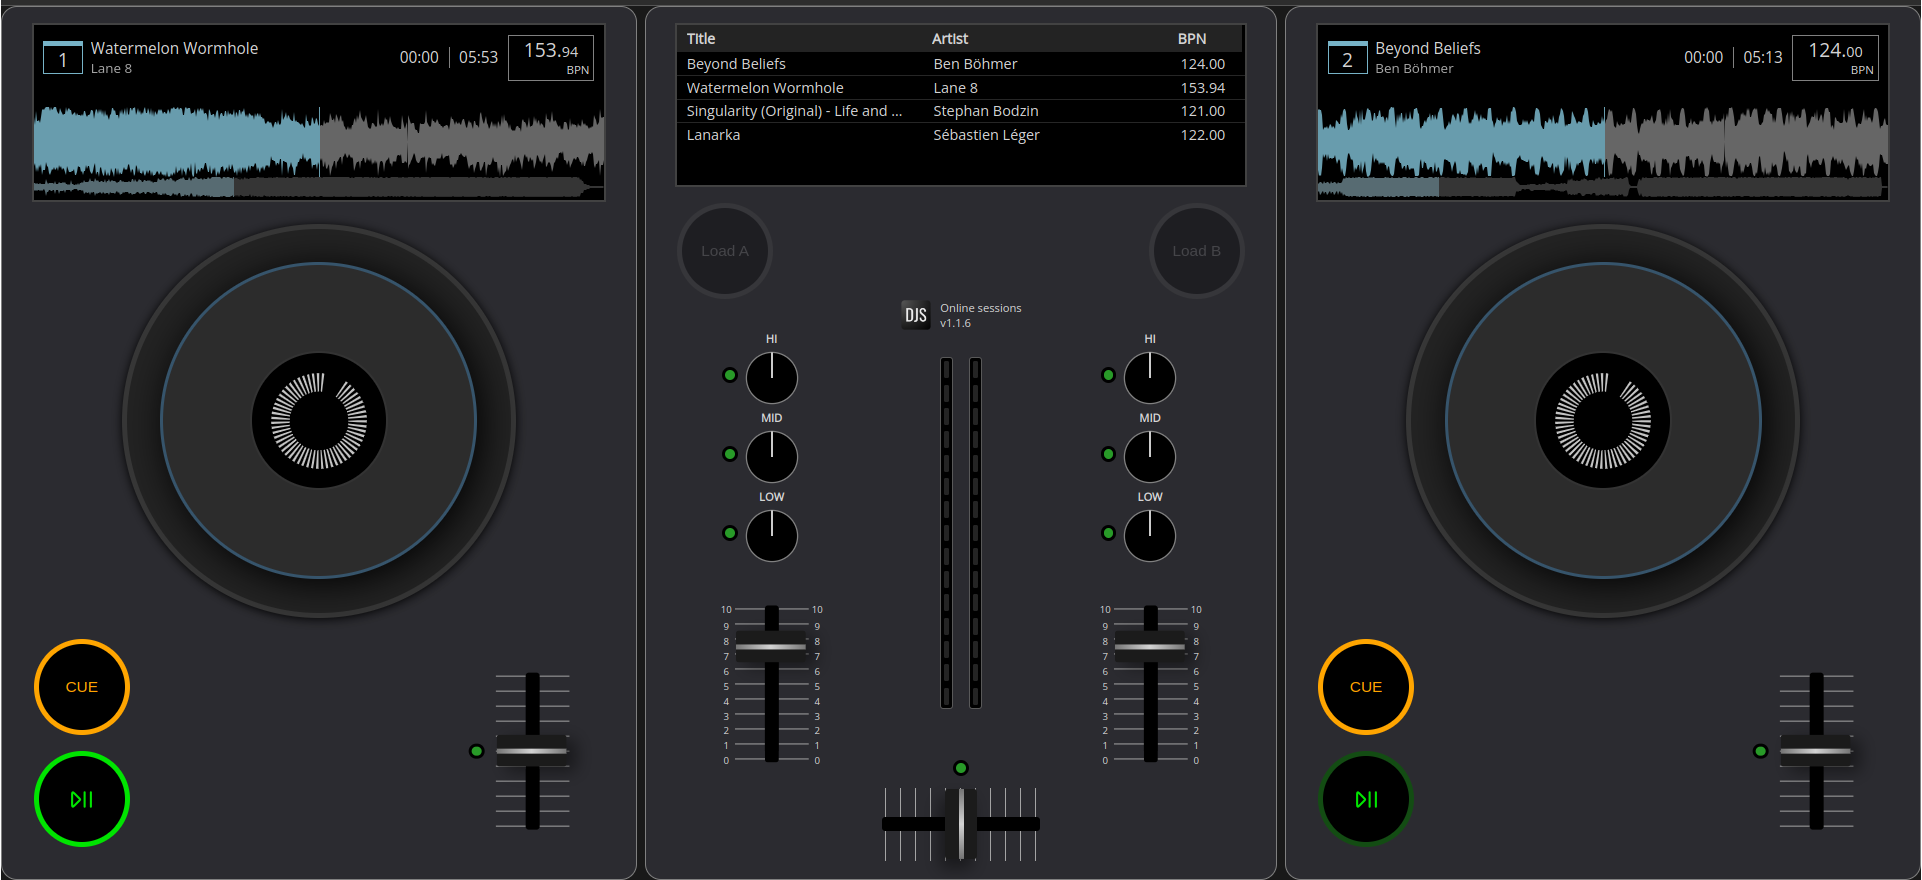 1
Watermelon Wormhole
Lane 8
00:00 05:53
153.94
BPN
Title Artist BPN
Beyond Beliefs Ben Böhmer 124.00
Watermelon Wormhole Lane 8 153.94
Singularity (Original) - Life and ... Stephan Bodzin 121.00
Lanarka Sébastien Léger 122.00
2
Beyond Beliefs
Ben Böhmer
00:00 05:13
124.00
BPN
Load A
Load B
DJS
Online sessions
v1.1.6
HI
HI
MID
MID
LOW
LOW
10 10 10 10
9 9 9 9
8 8 8 8
7 7 7 7
6 6 6 6
5 5 5 5
4 4 4 4
3 3 3 3
2 2 2 2
1 1 1 1
0 0 0 0
CUE
CUE